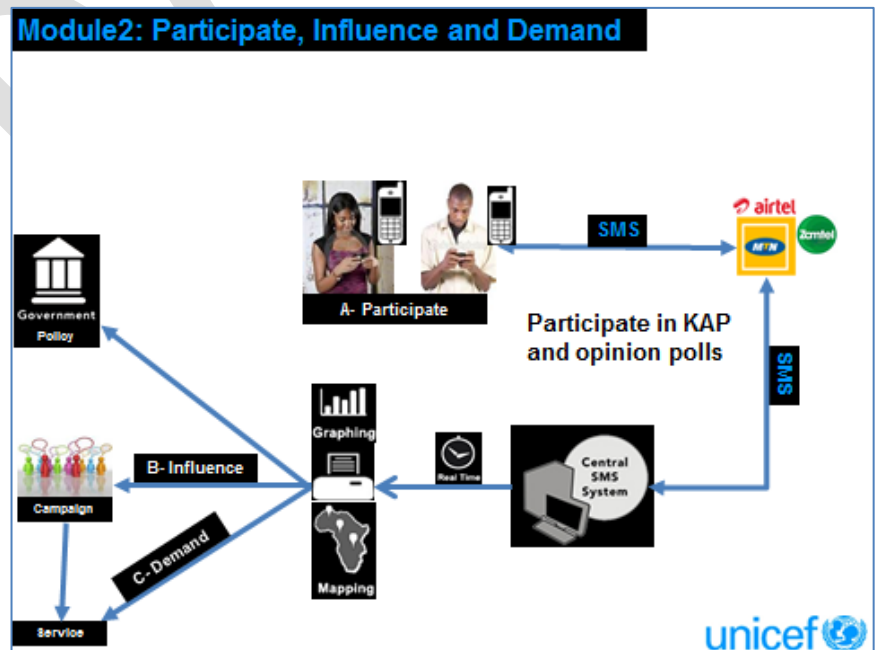 Module2: Participate, Influence and Demand
airtel
MTN
Zamtel
SMS
A- Participate
Participate in KAP
and opinion polls
SMS
Government
Policy
Graphing
Real Time
Central
SMS
System
B- Influence
Campaign
C- Demand
Mapping
Service
unicef